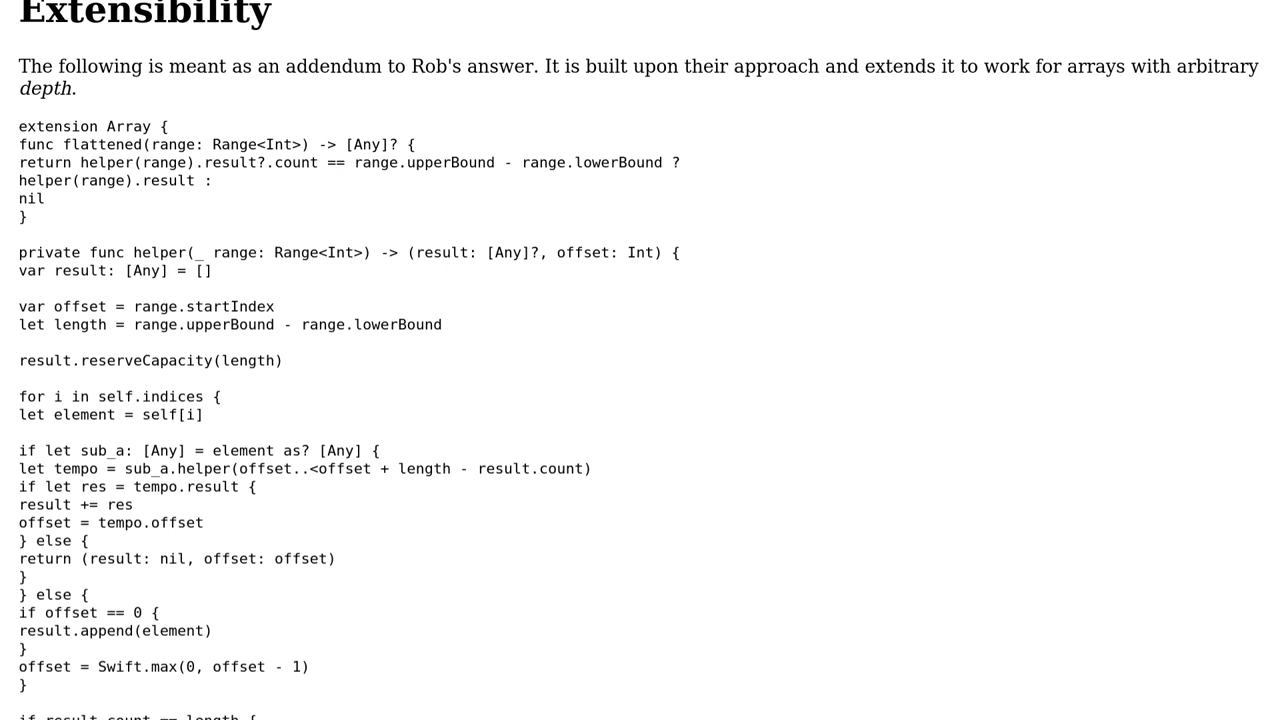 Extensibility
The following is meant as an addendum to Rob's answer. It is built upon their approach and extends it to work for arrays with arbitrary
depth.
extension Array {
func flattened(range: Range<Int>) -> [Any]? {
return helper(range).result?.count == range.upperBound - range.lowerBound ?
helper(range).result :
nil
}
private func helper(_ range: Range<Int>) -> (result: [Any]?, offset: Int) {
var result: [Any] = []
var offset = range.startIndex
let length = range.upperBound - range.lowerBound
result.reserveCapacity(length)
for i in self.indices {
let element = self[i]
if let sub_a: [Any] = element as? [Any] {
let tempo = sub_a.helper(offset..<offset + length - result.count)
if let res = tempo.result {
result += res
offset = tempo.offset
} else {
return (result: nil, offset: offset)
}
} else {
if offset == 0 {
result.append(element)
}
offset = Swift.max(0, offset - 1)
}
if result.count == length {